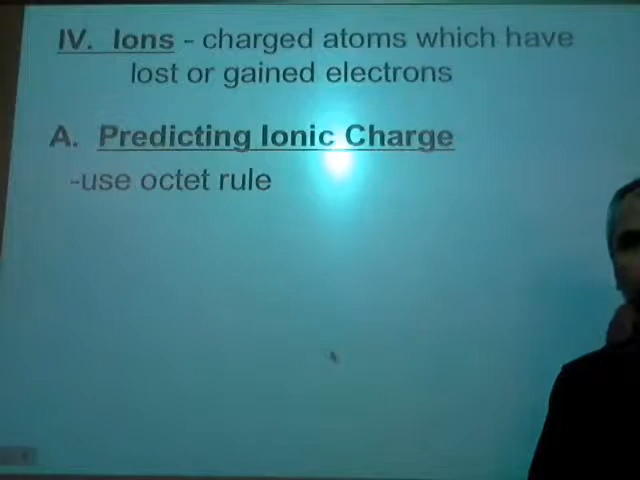 IV. Ions - charged atoms which have
lost or gained electrons
A. Predicting Ionic Charge
-use octet rule